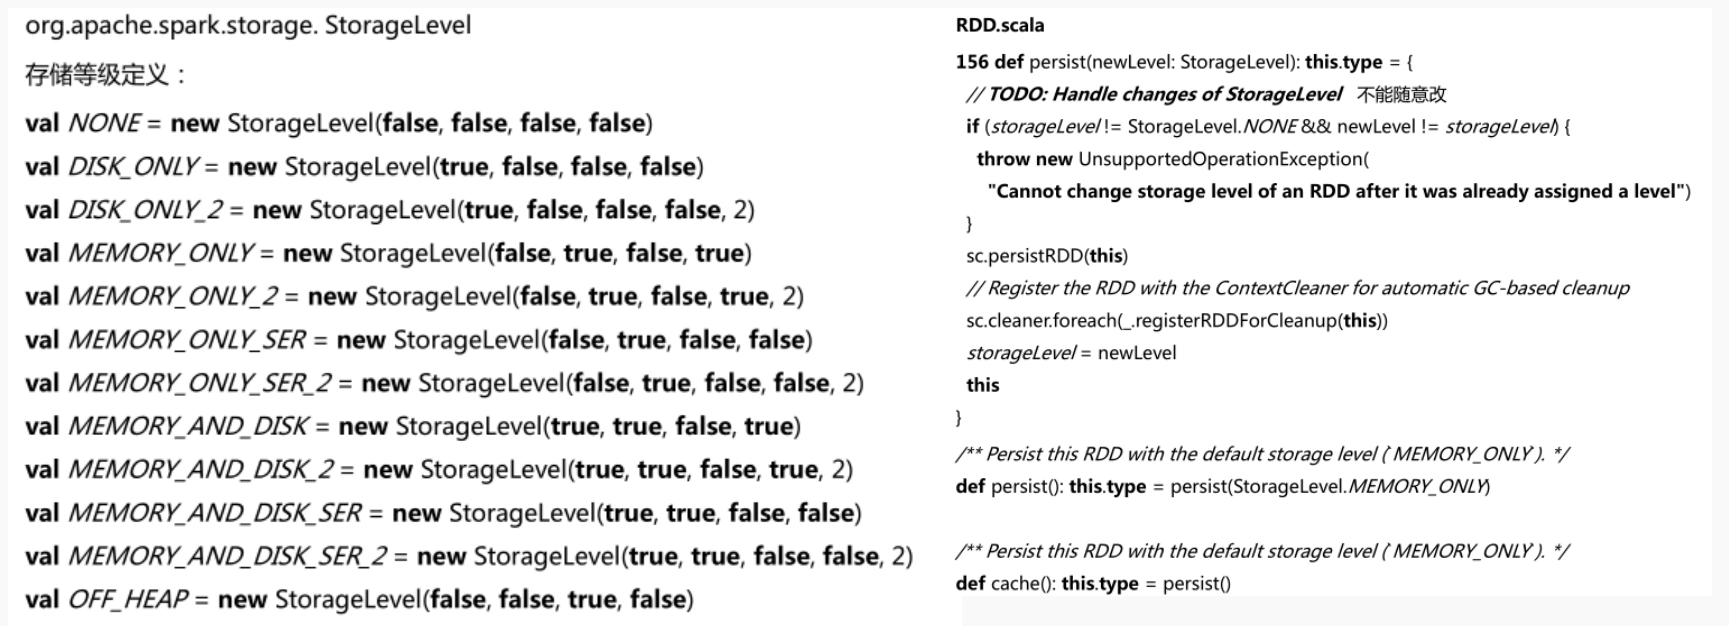 org.apache.spark.storage. StorageLevel
存储等级定义：
val NONE = new StorageLevel(false, false, false, false)
val DISK_ONLY = new StorageLevel(true, false, false, false)
val DISK_ONLY_2 = new StorageLevel(true, false, false, false, 2)
val MEMORY_ONLY = new StorageLevel(false, true, false, true)
val MEMORY_ONLY_2 = new StorageLevel(false, true, false, true, 2)
val MEMORY_ONLY_SER = new StorageLevel(false, true, false, false)
val MEMORY_ONLY_SER_2 = new StorageLevel(false, true, false, false, 2)
val MEMORY_AND_DISK = new StorageLevel(true, true, false, true)
val MEMORY_AND_DISK_2 = new StorageLevel(true, true, false, true, 2)
val MEMORY_AND_DISK_SER = new StorageLevel(true, true, false, false)
val MEMORY_AND_DISK_SER_2 = new StorageLevel(true, true, false, false, 2)
val OFF_HEAP = new StorageLevel(false, false, true, false)
RDD.scala
156 def persist(newLevel: StorageLevel): this.type = {
// TODO: Handle changes of StorageLevel 不能随意改
if (storageLevel != StorageLevel.NONE && newLevel != storageLevel) {
throw new UnsupportedOperationException(
"Cannot change storage level of an RDD after it was already assigned a level")
}
sc.persistRDD(this)
// Register the RDD with the ContextCleaner for automatic GC-based cleanup
sc.cleaner.foreach(_.registerRDDForCleanup(this))
storageLevel = newLevel
this
}
/** Persist this RDD with the default storage level (`MEMORY_ONLY`). */
def persist(): this.type = persist(StorageLevel.MEMORY_ONLY)
/** Persist this RDD with the default storage level (`MEMORY_ONLY`). */
def cache(): this.type = persist()